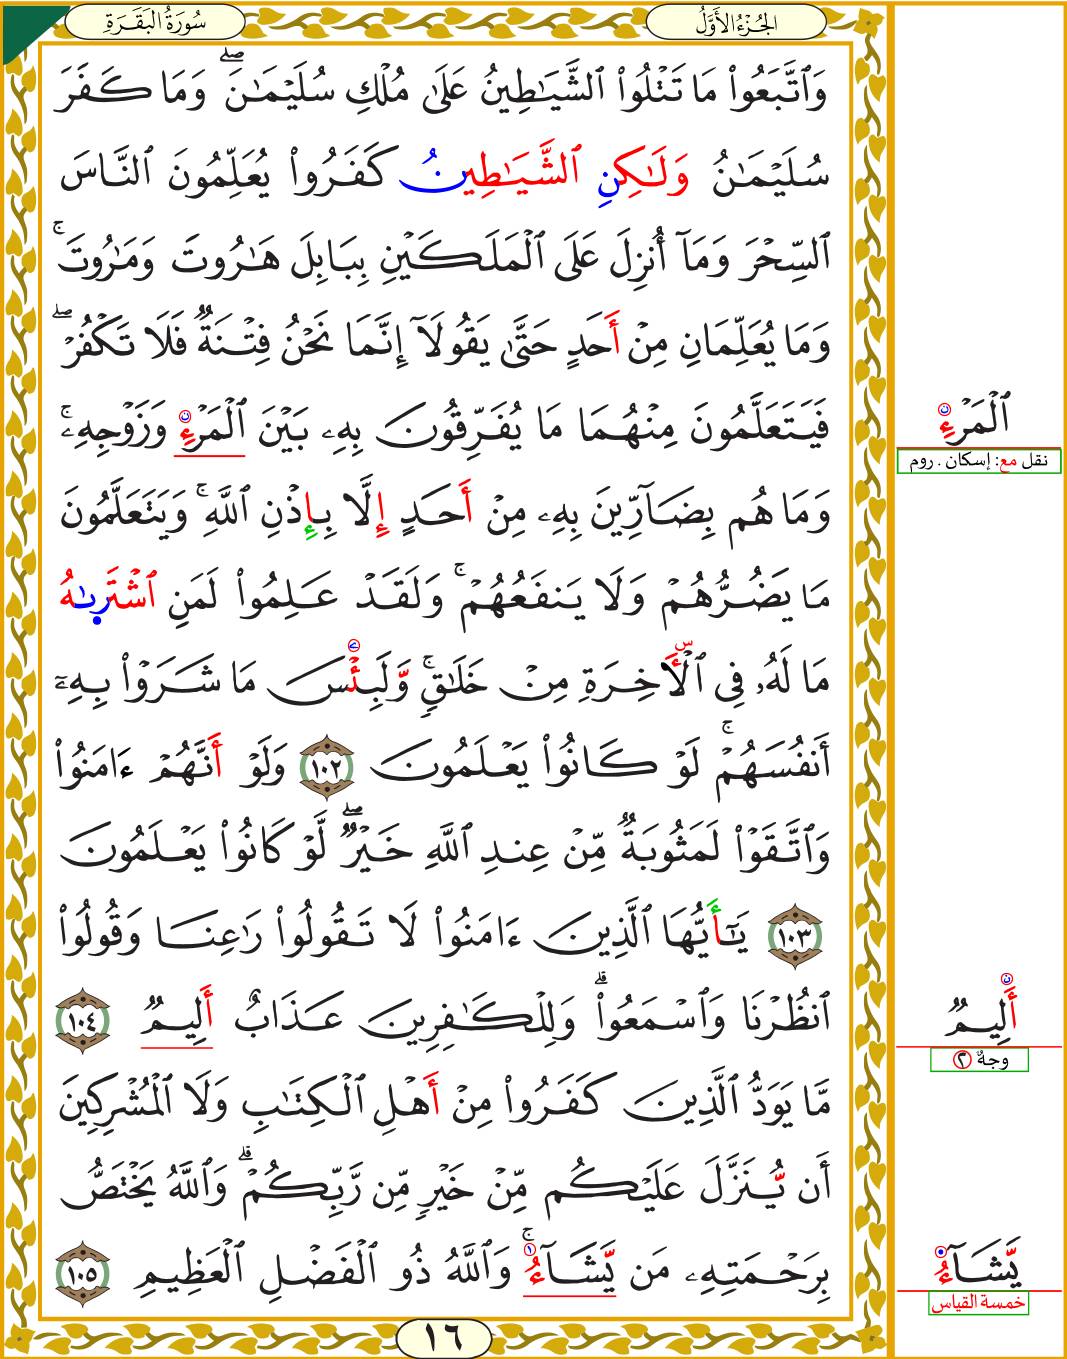 سُورَةُ البَقَرَةِ
الجُزْءُ الأَوَّلُ
وَٱتَّبَعُوا۟ مَا تَتْلُوا۟ ٱلشَّيَـٰطِينُ عَلَىٰ مُلْكِ سُلَيْمَـٰنَ ۖ وَمَا كَفَرَ
سُلَيْمَـٰنُ وَلَـٰكِنِ ٱلشَّيَـٰطِينُ كَفَرُوا۟ يُعَلِّمُونَ ٱلنَّاسَ
ٱلسِّحْرَ وَمَآ أُنزِلَ عَلَى ٱلْمَلَكَيْنِ بِبَابِلَ هَـٰرُوتَ وَمَـٰرُوتَ ۚ
وَمَا يُعَلِّمَانِ مِنْ أَحَدٍ حَتَّىٰ يَقُولَآ إِنَّمَا نَحْنُ فِتْنَةٌ فَلَا تَكْفُرْ ۖ
فَيَتَعَلَّمُونَ مِنْهُمَا مَا يُفَرِّقُونَ بِهِۦ بَيْنَ ٱلْمَرْءِ وَزَوْجِهِۦ ۚ
ٱلْمَرْءِ
نقل مع: إسكان . روم
وَمَا هُم بِضَآرِّينَ بِهِۦ مِنْ أَحَدٍ إِلَّا بِإِذْنِ ٱللَّهِ ۚ وَيَتَعَلَّمُونَ
مَا يَضُرُّهُمْ وَلَا يَنفَعُهُمْ ۚ وَلَقَدْ عَلِمُوا۟ لَمَنِ ٱشْتَرَىٰهُ
مَا لَهُۥ فِى ٱلْأَخِرَةِ مِنْ خَلَـٰقٍ ۚ وَّلَبِئْسَ مَا شَرَوْا۟ بِهِۦٓ
أَنفُسَهُمْ ۚ لَوْ كَانُوا۟ يَعْلَمُونَ ١٠٢ وَلَوْ أَنَّهُمْ ءَامَنُوا۟
وَٱتَّقَوْا۟ لَمَثُوبَةٌ مِّنْ عِندِ ٱللَّهِ خَيْرٌ ۖ لَّوْ كَانُوا۟ يَعْلَمُونَ
١٠٣ يَـٰٓأَيُّهَا ٱلَّذِينَ ءَامَنُوا۟ لَا تَقُولُوا۟ رَٰعِنَا وَقُولُوا۟
ٱنظُرْنَا وَٱسْمَعُوا۟ ۗ وَلِلْكَـٰفِرِينَ عَذَابٌ أَلِيمٌ ١٠٤
أَلِيمٌ
وجهٌ ٢
مَّا يَوَدُّ ٱلَّذِينَ كَفَرُوا۟ مِنْ أَهْلِ ٱلْكِتَـٰبِ وَلَا ٱلْمُشْرِكِينَ
أَن يُّنَزَّلَ عَلَيْكُم مِّنْ خَيْرٍ مِّن رَّبِّكُمْ ۗ وَٱللَّهُ يَخْتَصُّ
بِرَحْمَتِهِۦ مَن يَّشَآءُ ۚ وَٱللَّهُ ذُو ٱلْفَضْلِ ٱلْعَظِيمِ ١٠٥
يَّشَآءُ
خمسة القياس
١٦